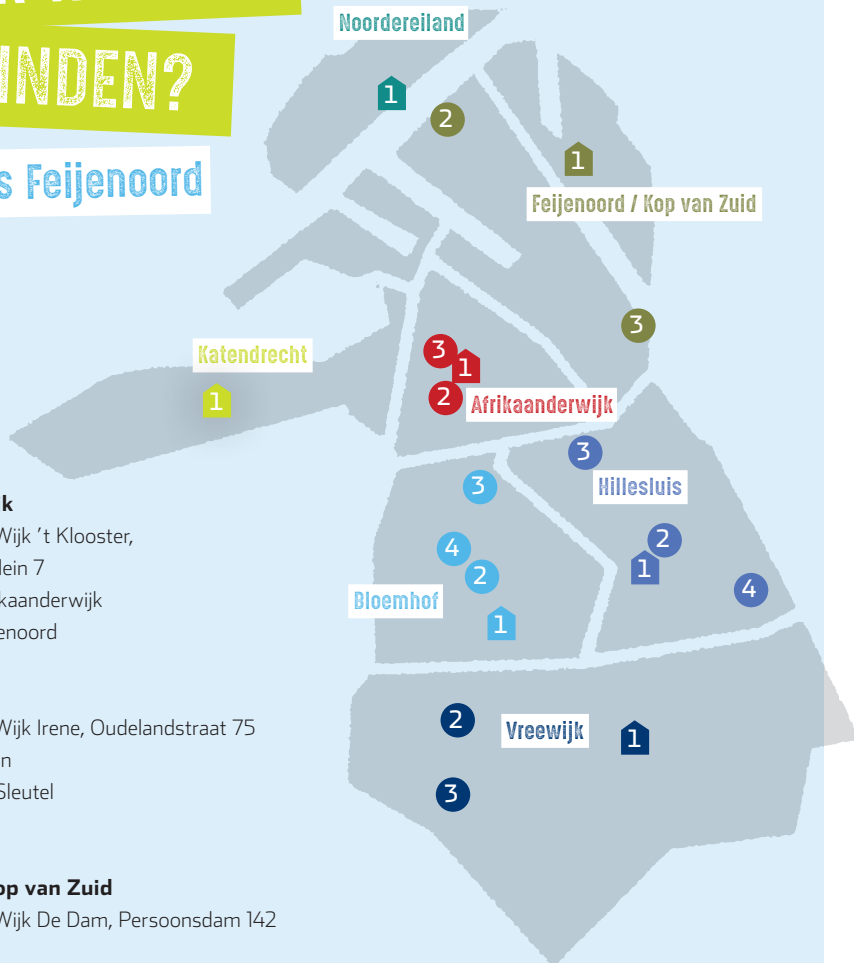 INDEN?
s Feijenoord
Noordereiland
1
2
1
Feijenoord / Kop van Zuid
3
Katendrecht
1
3
1
2
Afrikaanderwijk
3
Hillesluis
2
1
4
3
4
2
Bloemhof
1
2
Vreewijk
1
3
k
Wijk ’t Klooster,
lein 7
kaanderwijk
enoord
Wijk Irene, Oudelandstraat 75
n
Sleutel
op van Zuid
Wijk De Dam, Persoonsdam 142